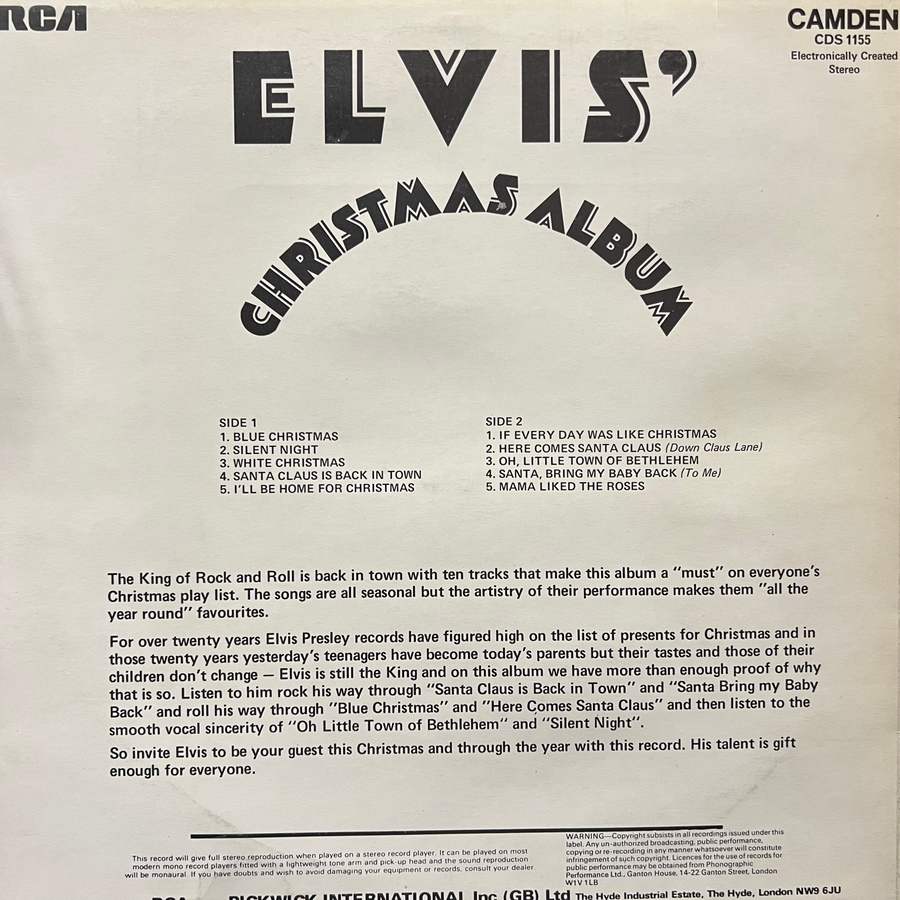 RCA
CAMDEN
CDS 1155
Electronically Created
Stereo
ELVIS’
CHRISTMAS ALBUM
SIDE 1
1. BLUE CHRISTMAS
2. SILENT NIGHT
3. WHITE CHRISTMAS
4. SANTA CLAUS IS BACK IN TOWN
5. I'LL BE HOME FOR CHRISTMAS
SIDE 2
1. IF EVERY DAY WAS LIKE CHRISTMAS
2. HERE COMES SANTA CLAUS (Down Claus Lane)
3. OH, LITTLE TOWN OF BETHLEHEM
4. SANTA, BRING MY BABY BACK (To Me)
5. MAMA LIKED THE ROSES
The King of Rock and Roll is back in town with ten tracks that make this album a "must" on everyone's
Christmas play list. The songs are all seasonal but the artistry of their performance makes them "all the
year round" favourites.
For over twenty years Elvis Presley records have figured high on the list of presents for Christmas and in
those twenty years yesterday's teenagers have become today's parents but their tastes and those of their
children don't change — Elvis is still the King and on this album we have more than enough proof of why
that is so. Listen to him rock his way through "Santa Claus is Back in Town" and "Santa Bring my Baby
Back" and roll his way through "Blue Christmas" and "Here Comes Santa Claus" and then listen to the
smooth vocal sincerity of "Oh Little Town of Bethlehem" and "Silent Night".
So invite Elvis to be your guest this Christmas and through the year with this record. His talent is gift
enough for everyone.
This record will give full stereo reproduction when played on a stereo record player. It can be played on most
modern mono record players fitted with a lightweight tone arm and pick-up head and the sound reproduction
will be monaural. If you have doubts and wish to avoid damaging your equipment or records, consult your dealer.
WARNING—Copyright subsists in all recordings issued under this
label. Any un-authorized broadcasting, public performance,
copying or re-recording in any manner whatsoever will constitute
infringement of such copyright. Licences for the use of records for
public performance may be obtained from Phonographic
Performance Ltd., Ganton House, 14-22 Ganton Street, London
W1V 1LB
RCA PICKWICK INTERNATIONAL Inc (GB) Ltd The Hyde Industrial Estate, The Hyde, London NW9 6JU